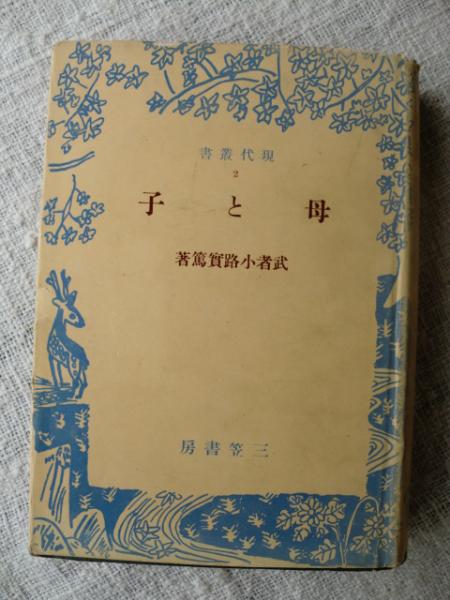 書叢代現
2
子と母
著篤實路小者武
房書笠三